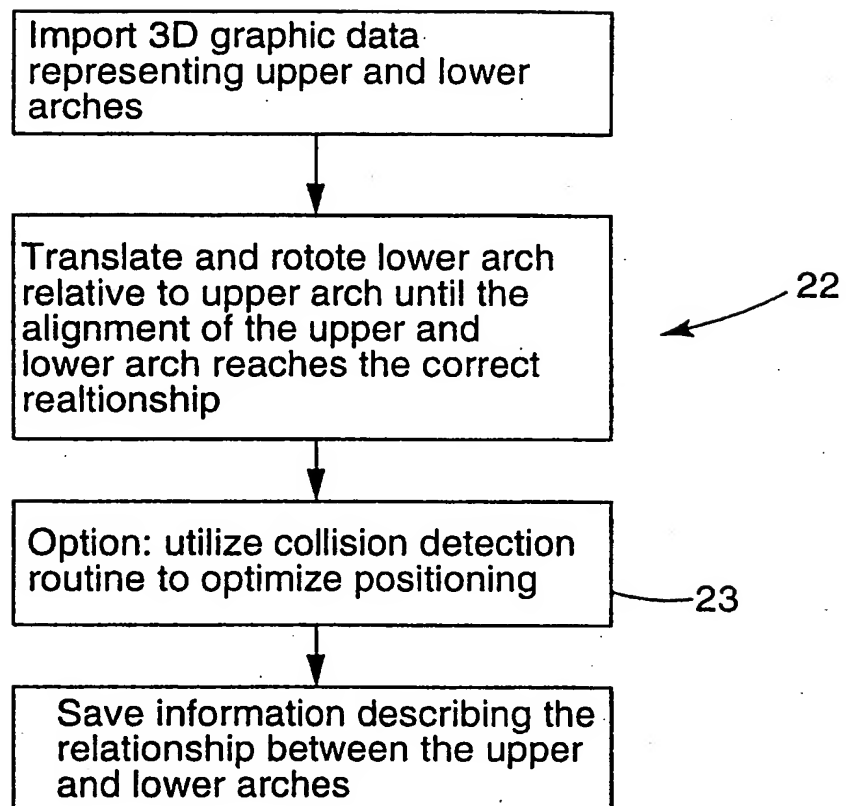 Import 3D graphic data
representing upper and lower
arches
Translate and rotote lower arch
relative to upper arch until the
alignment of the upper and
lower arch reaches the correct
realtionship
22
Option: utilize collision detection
routine to optimize positioning
23
Save information describing the
relationship between the upper
and lower arches